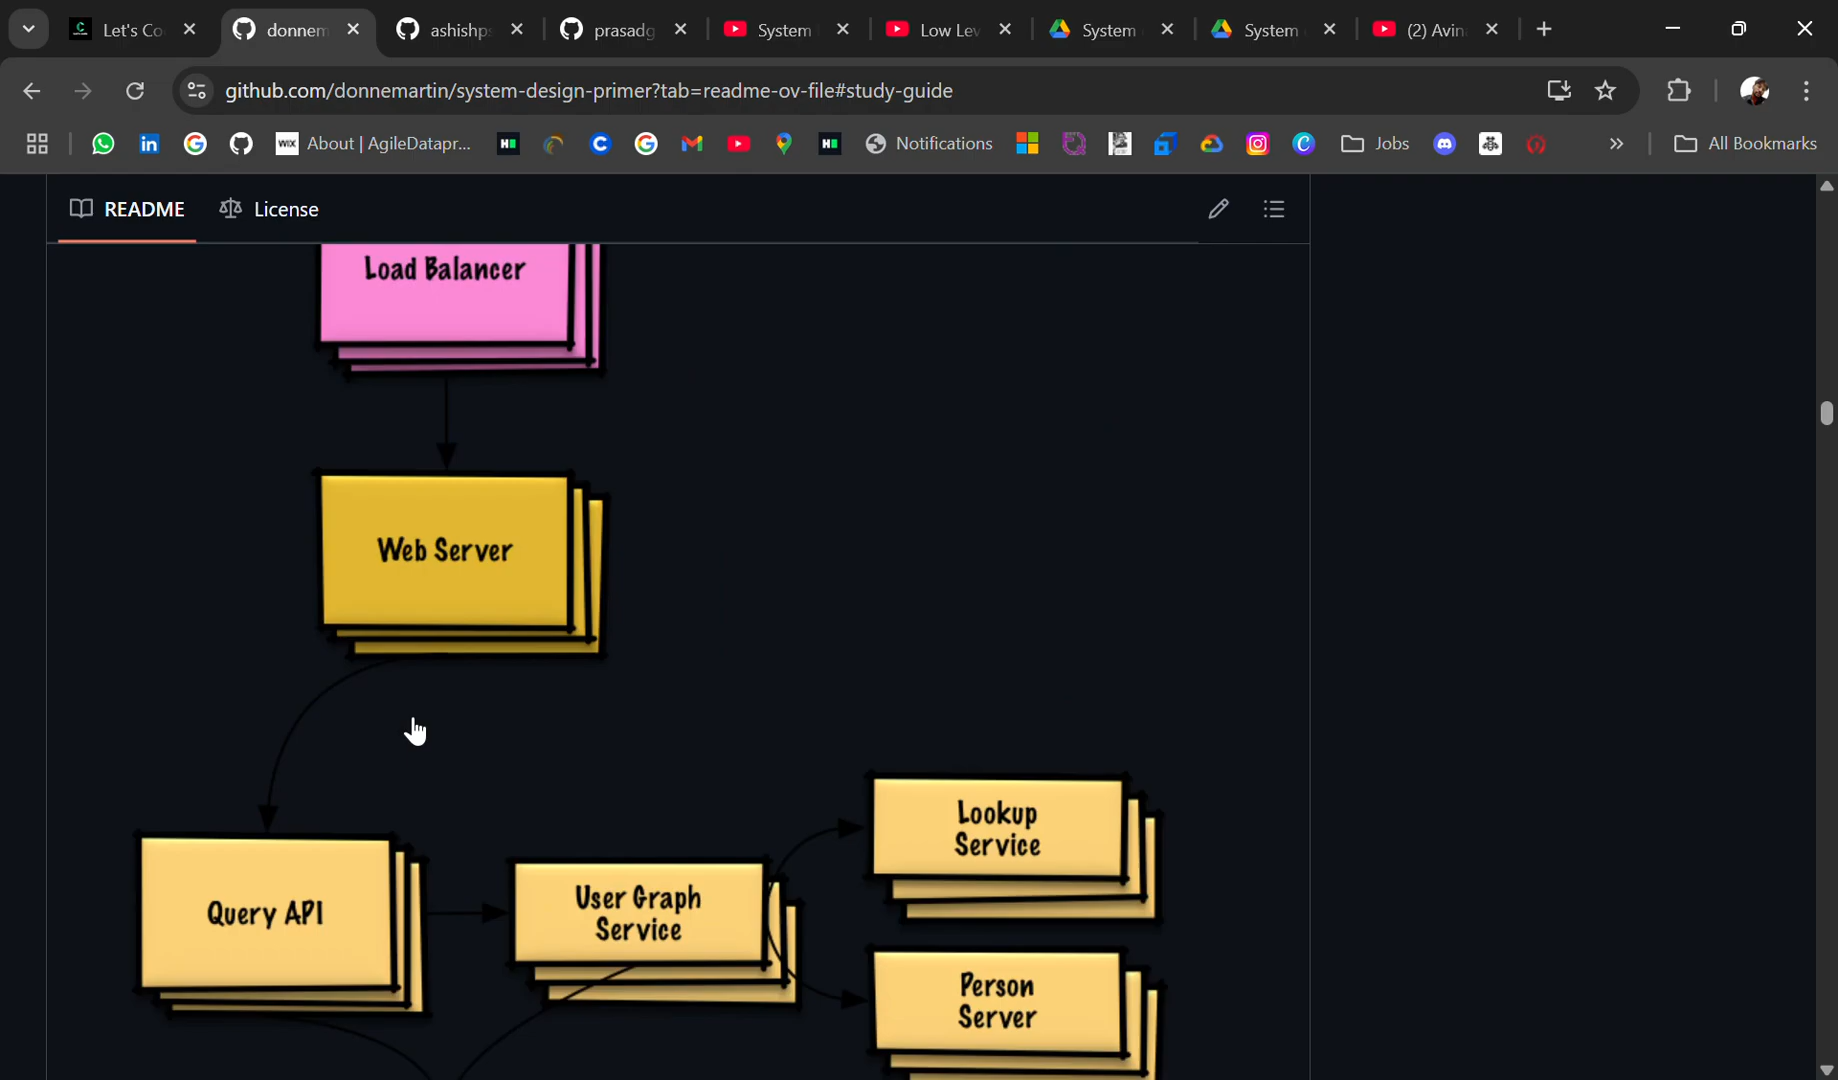 Let's Co
donnem
ashishps
prasadg
System
Low Lev
System
System
(2) Avin
github.com/donnemartin/system-design-primer?tab=readme-ov-file#study-guide
WIX
About | AgileDatapr...
Notifications
Jobs
All Bookmarks
README
License
Load Balancer
Web Server
Lookup
Service
Query API
User Graph
Service
Person
Server